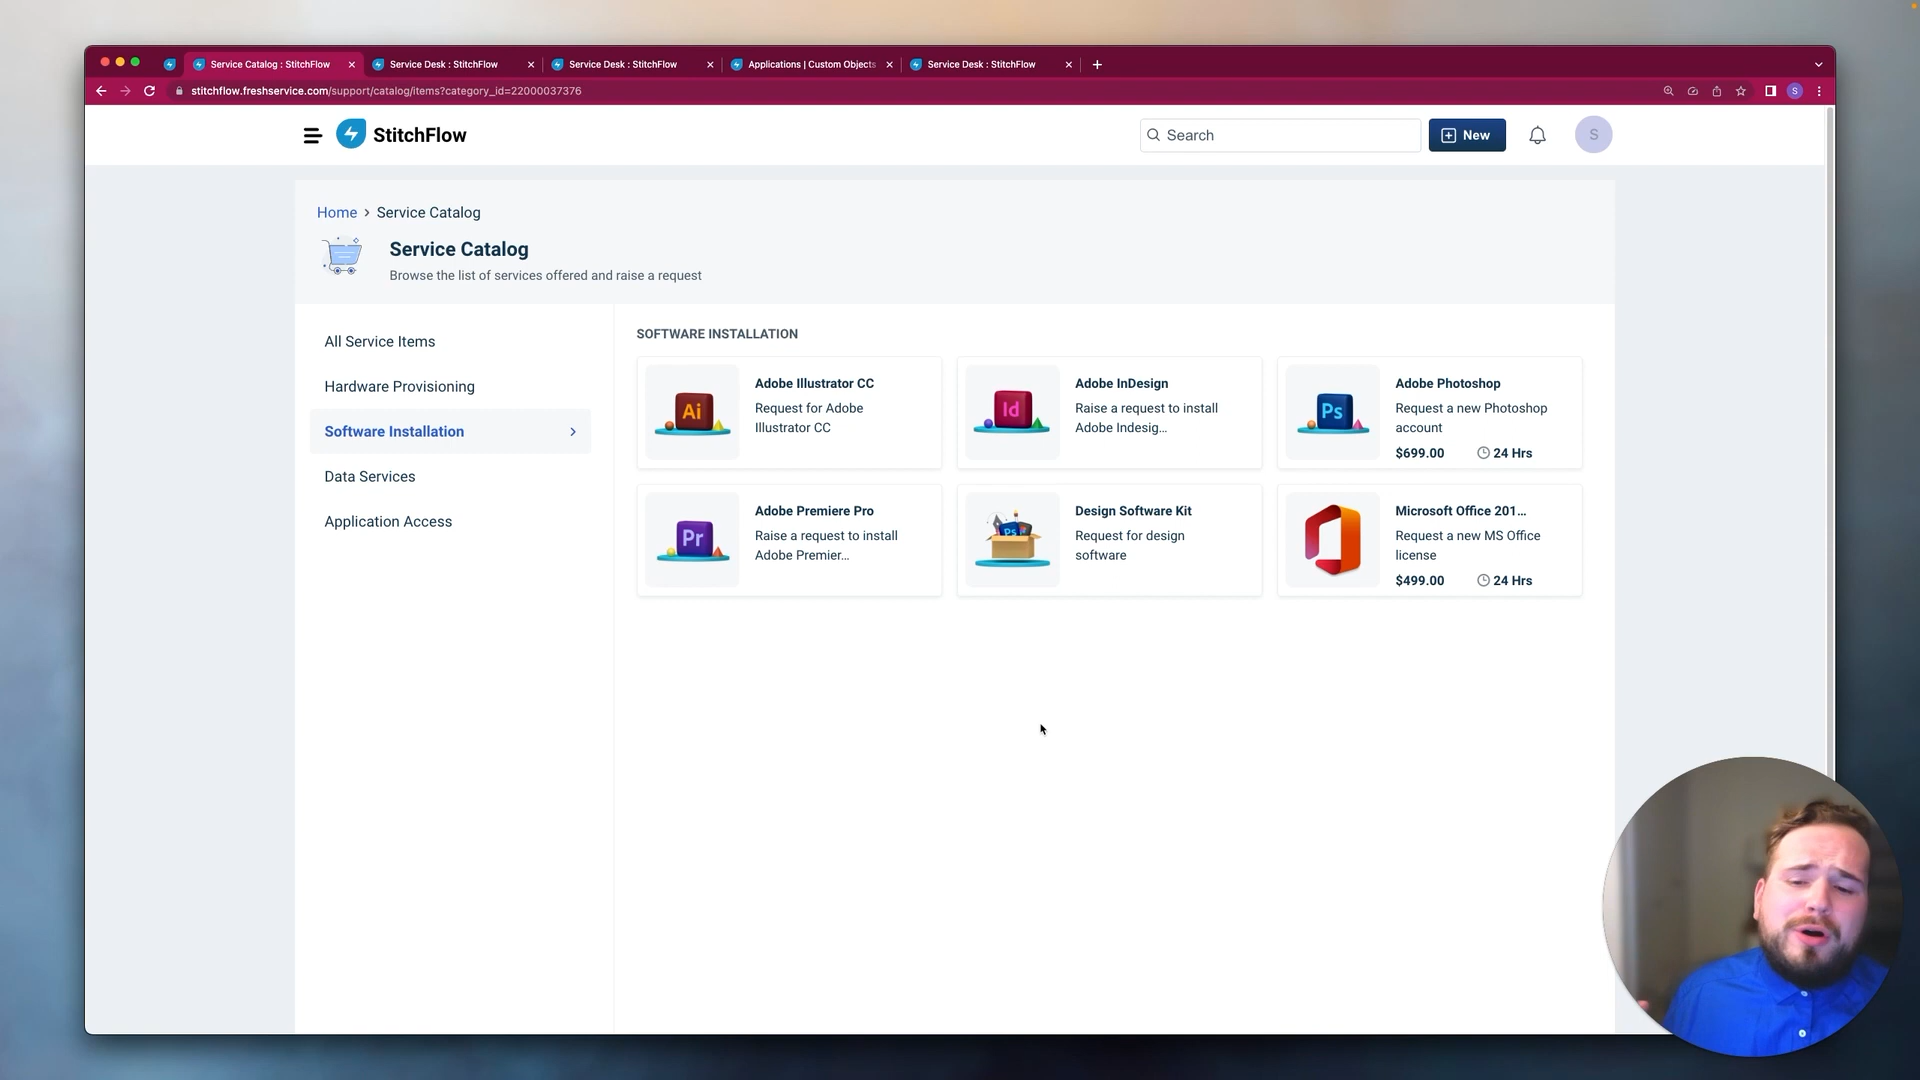 Service Catalog : StitchFlow
Service Desk : StitchFlow
Service Desk : StitchFlow
Applications | Custom Objects
Service Desk : StitchFlow
stitchflow.freshservice.com/support/catalog/items?category_id=22000037376
S
StitchFlow
Search
New
S
Home > Service Catalog
Service Catalog
Browse the list of services offered and raise a request
All Service Items
Hardware Provisioning
Software Installation
Data Services
Application Access
SOFTWARE INSTALLATION
Ai
Adobe Illustrator CC
Request for Adobe
Illustrator CC
Id
Adobe InDesign
Raise a request to install
Adobe Indesig...
Ps
Adobe Photoshop
Request a new Photoshop
account
$699.00
24 Hrs
Pr
Adobe Premiere Pro
Raise a request to install
Adobe Premier...
Ps
Design Software Kit
Request for design
software
Microsoft Office 201...
Request a new MS Office
license
$499.00
24 Hrs